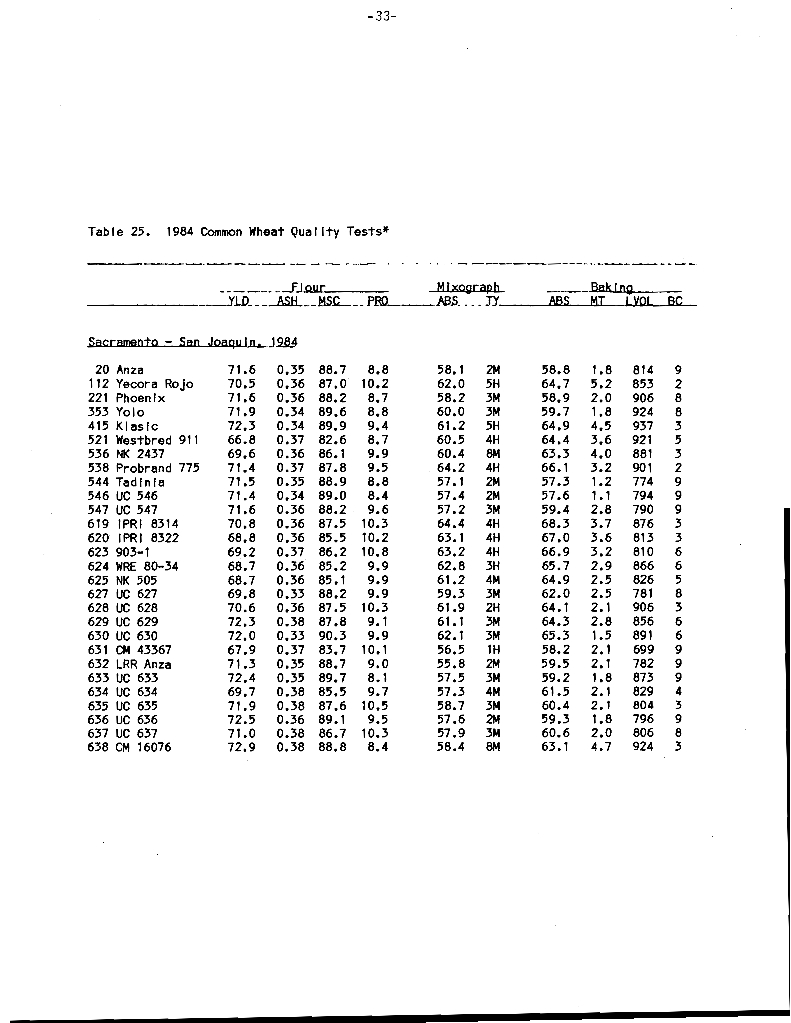 -33-
Table 25. 1984 Common Wheat Quality Tests*
Flour Mixograph Baking
YLD ASH MSC PRO ABS TY ABS MT LVOL BC
Sacramento - San Joaquin, 1984
20 Anza 71.6 0.35 88.7 8.8 58.1 2M 58.8 1.8 814 9
112 Yecora Rojo 70.5 0.36 87.0 10.2 62.0 5H 64.7 5.2 853 2
221 Phoenix 71.6 0.36 88.2 8.7 58.2 3M 58.9 2.0 906 8
353 Yolo 71.9 0.34 89.6 8.8 60.0 3M 59.7 1.8 924 8
415 Klasic 72.3 0.34 89.9 9.4 61.2 5H 64.9 4.5 937 3
521 Westbred 911 66.8 0.37 82.6 8.7 60.5 4H 64.4 3.6 921 5
536 NK 2437 69.6 0.36 86.1 9.9 60.4 8M 63.3 4.0 881 3
538 Probrand 775 71.4 0.37 87.8 9.5 64.2 4H 66.1 3.2 901 2
544 Tadinia 71.5 0.35 88.9 8.8 57.1 2M 57.3 1.2 774 9
546 UC 546 71.4 0.34 89.0 8.4 57.4 2M 57.6 1.1 794 9
547 UC 547 71.6 0.36 88.2 9.6 57.2 3M 59.4 2.8 790 9
619 IPRI 8314 70.8 0.36 87.5 10.3 64.4 4H 68.3 3.7 876 3
620 IPRI 8322 68.8 0.36 85.5 10.2 63.1 4H 67.0 3.6 813 3
623 903-1 69.2 0.37 86.2 10.8 63.2 4H 66.9 3.2 810 6
624 WRE 80-34 68.7 0.36 85.2 9.9 62.8 3H 65.7 2.9 866 6
625 NK 505 68.7 0.36 85.1 9.9 61.2 4M 64.9 2.5 826 5
627 UC 627 69.8 0.33 88.2 9.9 59.3 3M 62.0 2.5 781 8
628 UC 628 70.6 0.36 87.5 10.3 61.9 2H 64.1 2.1 906 3
629 UC 629 72.3 0.38 87.8 9.1 61.1 3M 64.3 2.8 856 6
630 UC 630 72.0 0.33 90.3 9.9 62.1 3M 65.3 1.5 891 6
631 CM 43367 67.9 0.37 83.7 10.1 56.5 1H 58.2 2.1 699 9
632 LRR Anza 71.3 0.35 88.7 9.0 55.8 2M 59.5 2.1 782 9
633 UC 633 72.4 0.35 89.7 8.1 57.5 3M 59.2 1.8 873 9
634 UC 634 69.7 0.38 85.5 9.7 57.3 4M 61.5 2.1 829 4
635 UC 635 71.9 0.38 87.6 10.5 58.7 3M 60.4 2.1 804 3
636 UC 636 72.5 0.36 89.1 9.5 57.6 2M 59.3 1.8 796 9
637 UC 637 71.0 0.38 86.7 10.3 57.9 3M 60.6 2.0 806 8
638 CM 16076 72.9 0.38 88.8 8.4 58.4 8M 63.1 4.7 924 3